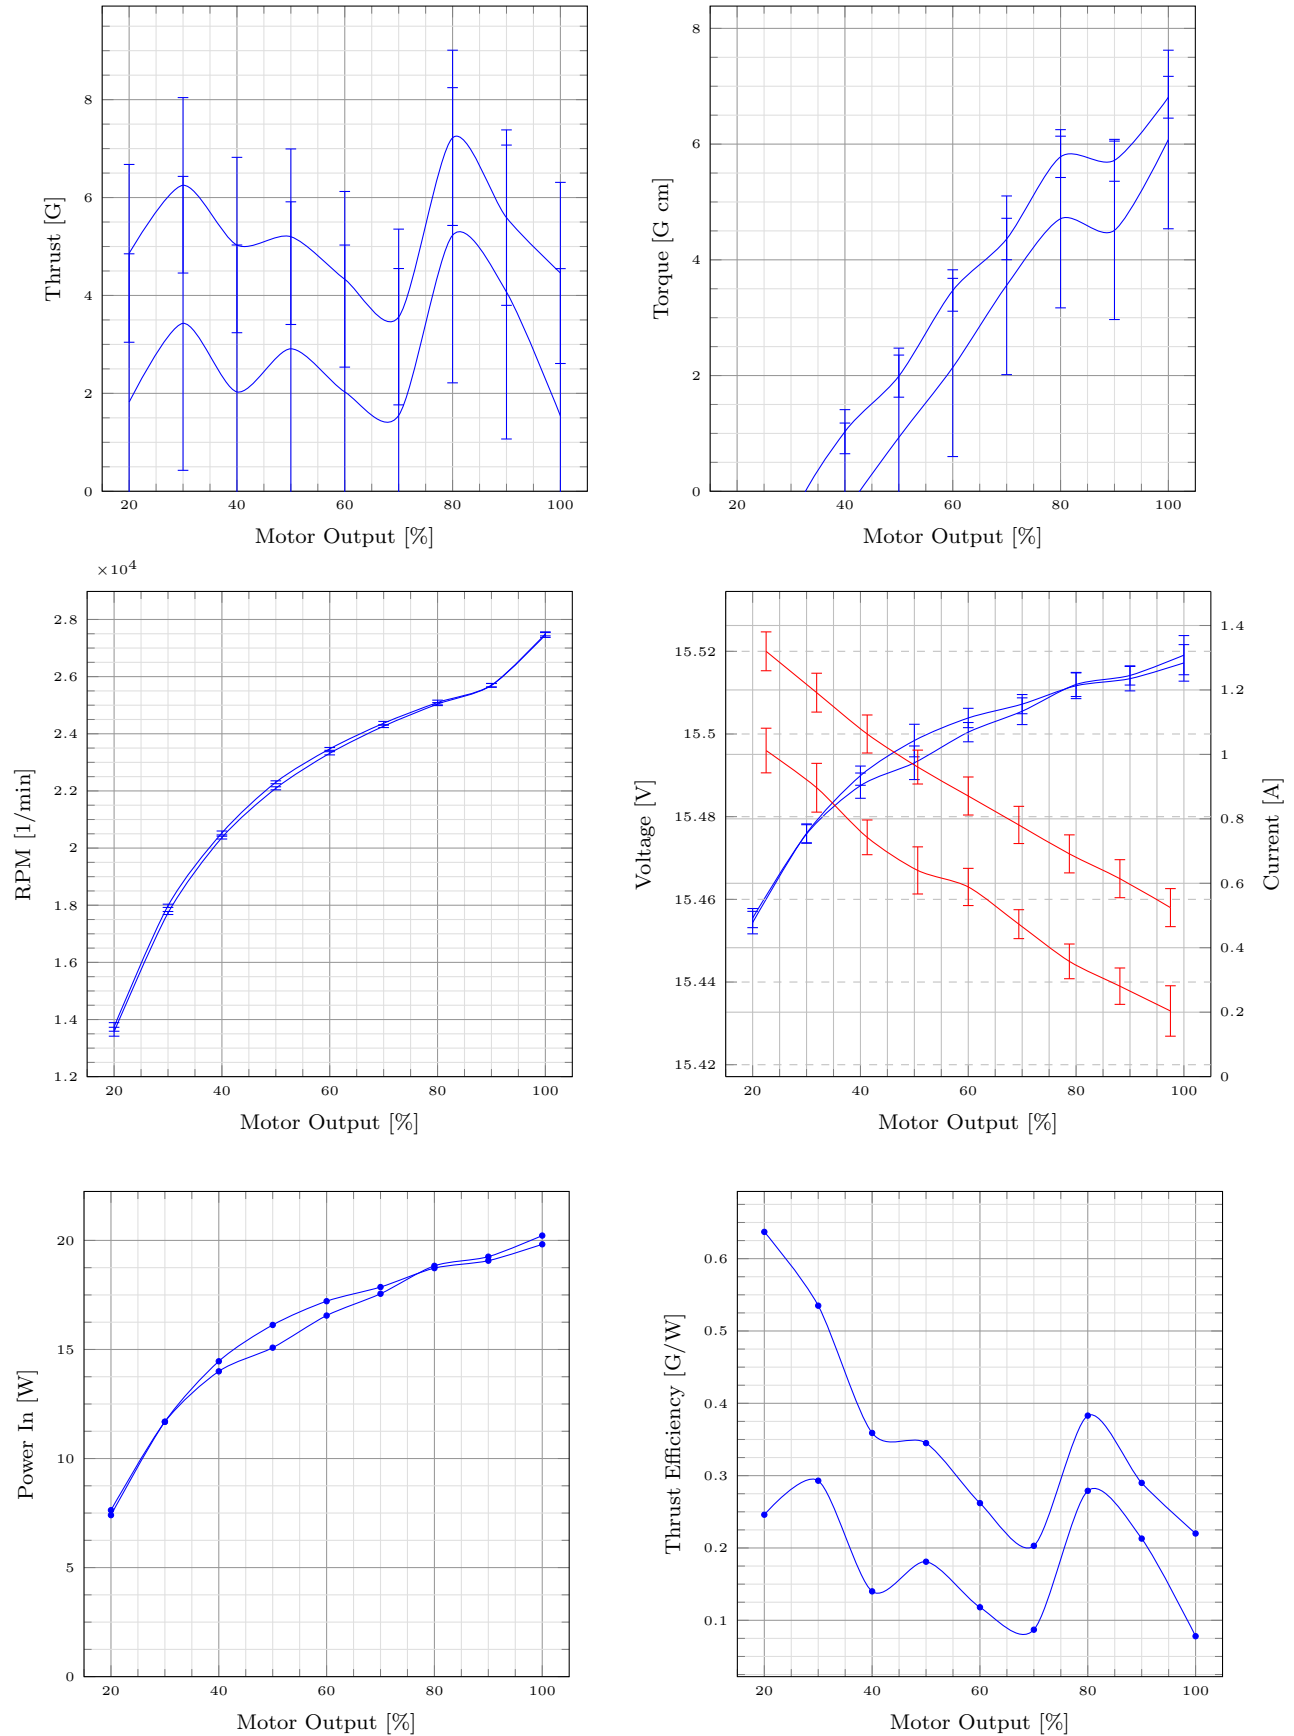 8
6
4
2
0
Thrust [G]
20 40 60 80 100
Motor Output [%]
8
6
4
2
0
Torque [G cm]
20 40 60 80 100
Motor Output [%]
×10⁴
2.8
2.6
2.4
2.2
2
1.8
1.6
1.4
1.2
RPM [1/min]
20 40 60 80 100
Motor Output [%]
15.52
15.5
15.48
15.46
15.44
15.42
Voltage [V]
20 40 60 80 100
Motor Output [%]
1.4
1.2
1
0.8
0.6
0.4
0.2
0
Current [A]
20
15
10
5
0
Power In [W]
20 40 60 80 100
Motor Output [%]
0.6
0.5
0.4
0.3
0.2
0.1
Thrust Efficiency [G/W]
20 40 60 80 100
Motor Output [%]